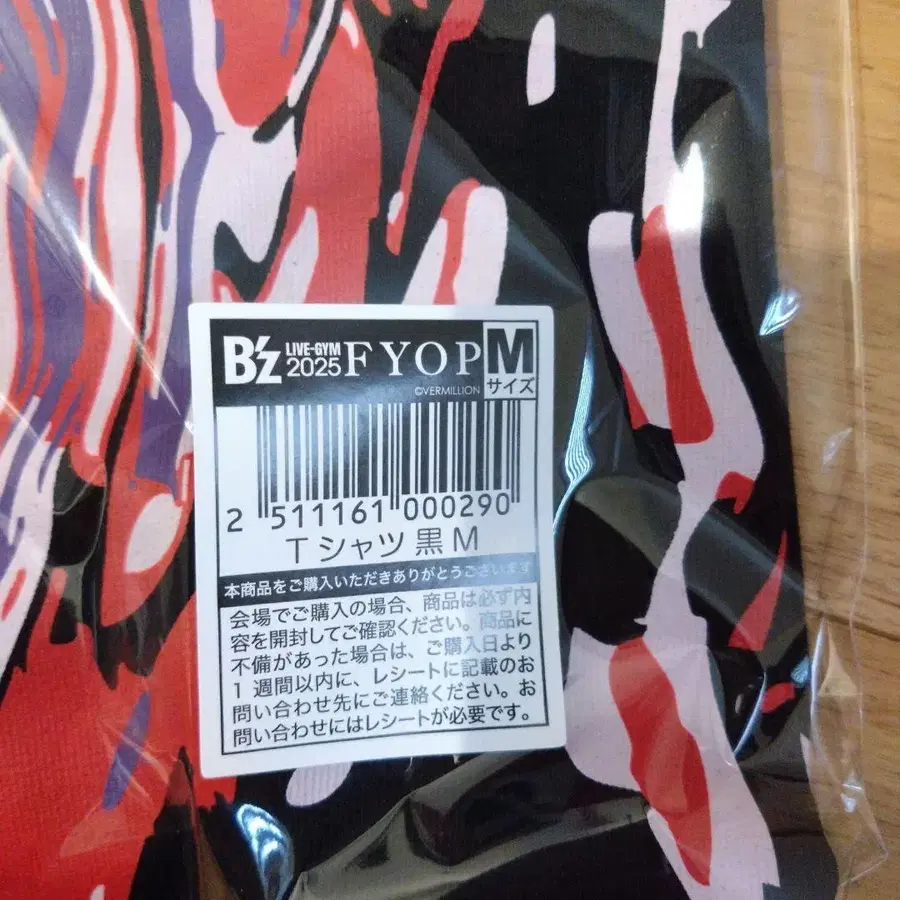 B'z LIVE-GYM 2025 FYOP M
サイズ
©VERMILLION
2 511161 000290
Tシャツ 黒 M
本商品をご購入いただきありがとうございます
会場でご購入の場合、商品は必ず内
容を開封してご確認ください。商品に
不備があった場合は、ご購入日より
1週間以内に、レシートに記載のお
問い合わせ先にご連絡ください。お
問い合わせにはレシートが必要です。